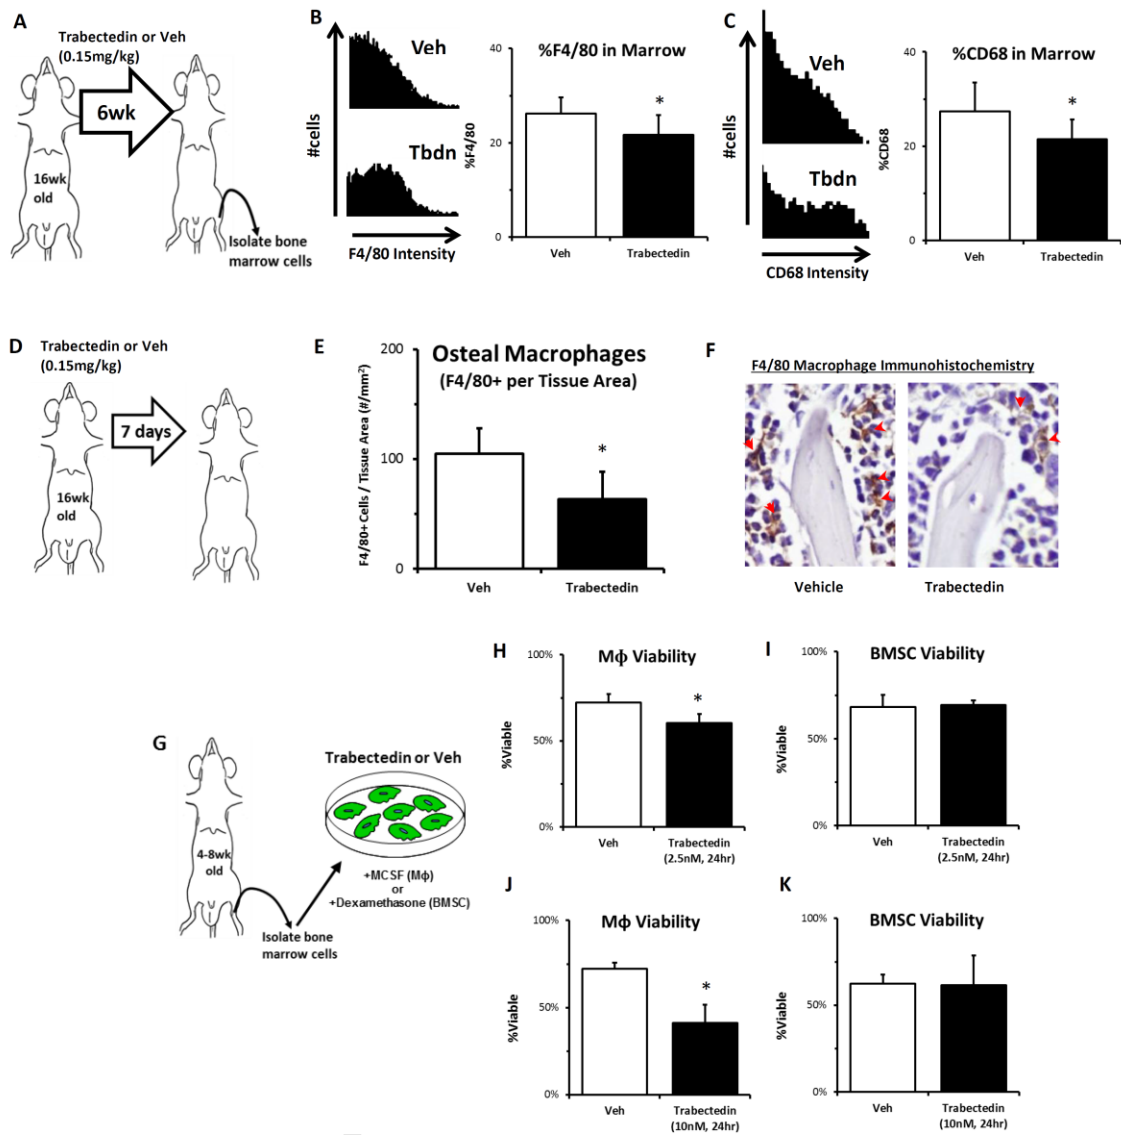 A
Trabectedin or Veh
(0.15mg/kg)
6wk
16wk
old
Isolate bone
marrow cells
B
#cells
Veh
Tbdn
F4/80 Intensity
%F4/80 in Marrow
%F4/80
40
20
0
*
Veh
Trabectedin
C
#cells
Veh
Tbdn
CD68 Intensity
%CD68 in Marrow
%CD68
40
20
0
*
Veh
Trabectedin
D
Trabectedin or Veh
(0.15mg/kg)
7 days
16wk
old
E
Osteal Macrophages
(F4/80+ per Tissue Area)
F4/80+ Cells / Tissue Area (#/mm²)
200
100
0
*
Veh
Trabectedin
F
F4/80 Macrophage Immunohistochemistry
Vehicle
Trabectedin
G
4-8wk
old
Isolate bone
marrow cells
Trabectedin or Veh
+MCSF (Mϕ)
or
+Dexamethasone (BMSC)
H
Mϕ Viability
%Viable
100%
50%
0%
*
Veh
Trabectedin
(2.5nM, 24hr)
I
BMSC Viability
%Viable
100%
50%
0%
Veh
Trabectedin
(2.5nM, 24hr)
J
Mϕ Viability
%Viable
100%
50%
0%
*
Veh
Trabectedin
(10nM, 24hr)
K
BMSC Viability
%Viable
100%
50%
0%
Veh
Trabectedin
(10nM, 24hr)